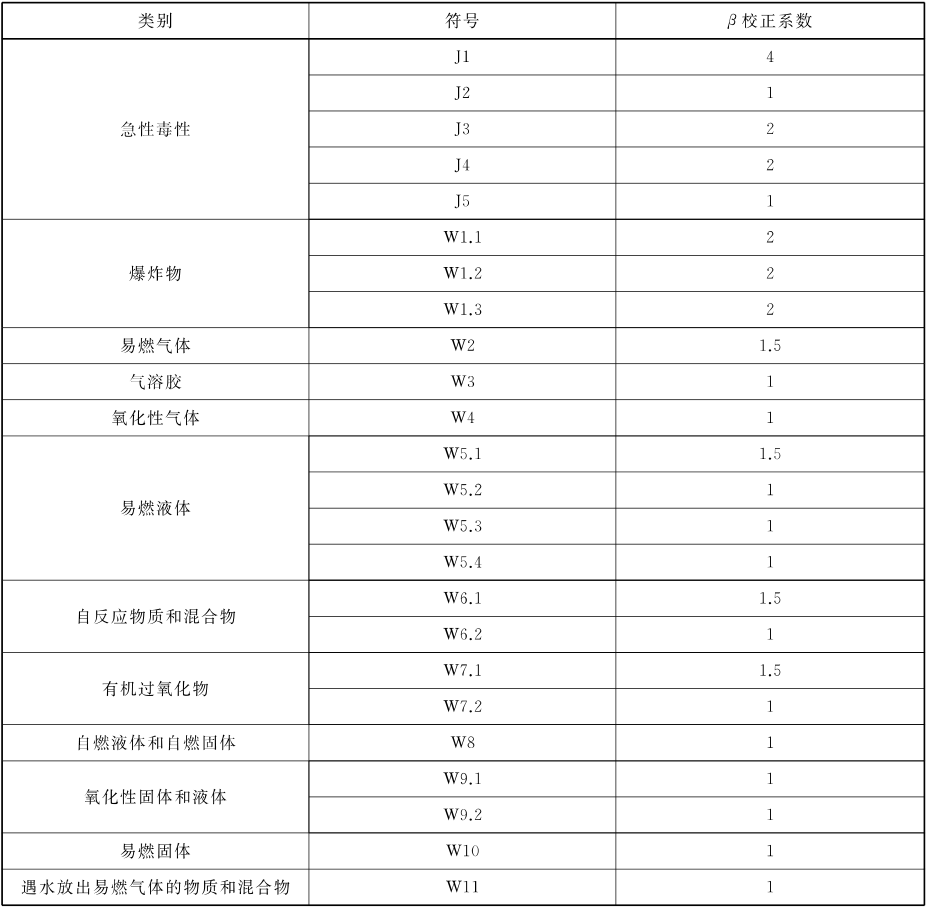 类别 符号 β校正系数
急性毒性 J1 4
J2 1
J3 2
J4 2
J5 1
爆炸物 W1.1 2
W1.2 2
W1.3 2
易燃气体 W2 1.5
气溶胶 W3 1
氧化性气体 W4 1
易燃液体 W5.1 1.5
W5.2 1
W5.3 1
W5.4 1
自反应物质和混合物 W6.1 1.5
W6.2 1
有机过氧化物 W7.1 1.5
W7.2 1
自燃液体和自燃固体 W8 1
氧化性固体和液体 W9.1 1
W9.2 1
易燃固体 W10 1
遇水放出易燃气体的物质和混合物 W11 1